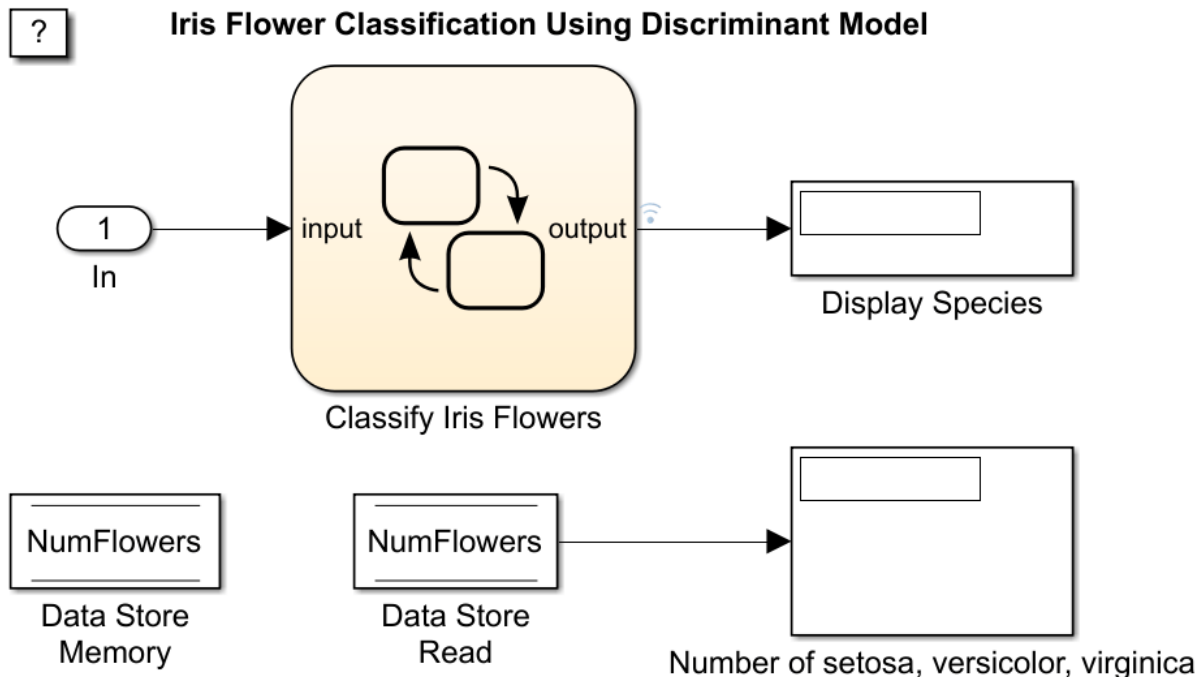 ?
Iris Flower Classification Using Discriminant Model
1
In
input
output
Classify Iris Flowers
Display Species
NumFlowers
Data Store
Memory
NumFlowers
Data Store
Read
Number of setosa, versicolor, virginica